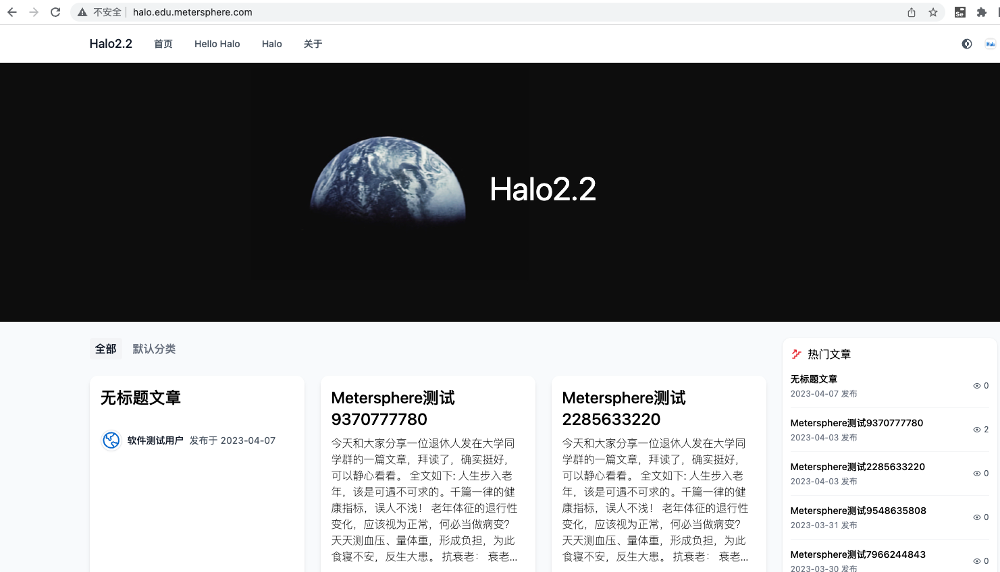 不安全
halo.edu.metersphere.com
Se
Halo2.2
首页
Hello Halo
Halo
关于
Halo
Halo2.2
全部
默认分类
无标题文章
软件测试用户 发布于 2023-04-07
Metersphere测试
9370777780
今天和大家分享一位退休人发在大学同
学群的一篇文章，拜读了，确实挺好，
可以静心看看。 全文如下: 人生步入老
年，该是可遇不可求的。千篇一律的健
康指标，误人不浅！ 老年体征的退行性
变化，应该视为正常，何必当做病变？
天天测血压、量体重，形成负担，为此
食寝不安，反生大患。 抗衰老： 衰老...
Metersphere测试
2285633220
今天和大家分享一位退休人发在大学同
学群的一篇文章，拜读了，确实挺好，
可以静心看看。 全文如下: 人生步入老
年，该是可遇不可求的。千篇一律的健
康指标，误人不浅！ 老年体征的退行性
变化，应该视为正常，何必当做病变？
天天测血压、量体重，形成负担，为此
食寝不安，反生大患。 抗衰老： 衰老...
热门文章
无标题文章
2023-04-07 发布
0
Metersphere测试9370777780
2023-04-03 发布
2
Metersphere测试2285633220
2023-04-03 发布
0
Metersphere测试9548635808
2023-03-31 发布
0
Metersphere测试7966244843
2023-03-30 发布
0